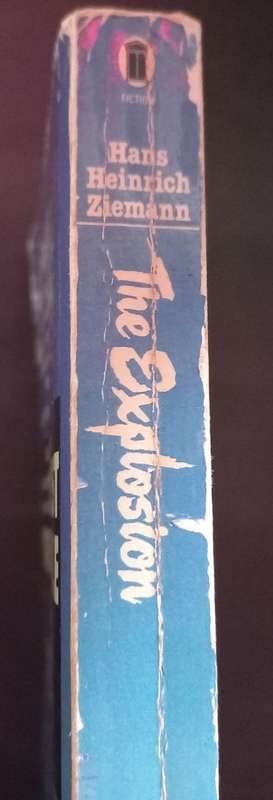 FICTION
Hans
Heinrich
Ziemann
The Explosion